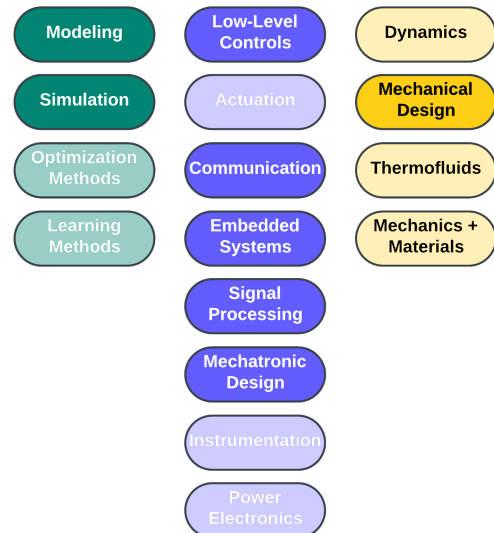 Modeling
Simulation
Optimization
Methods
Learning
Methods
Low-Level
Controls
Actuation
Communication
Embedded
Systems
Signal
Processing
Mechatronic
Design
Instrumentation
Power
Electronics
Dynamics
Mechanical
Design
Thermofluids
Mechanics +
Materials